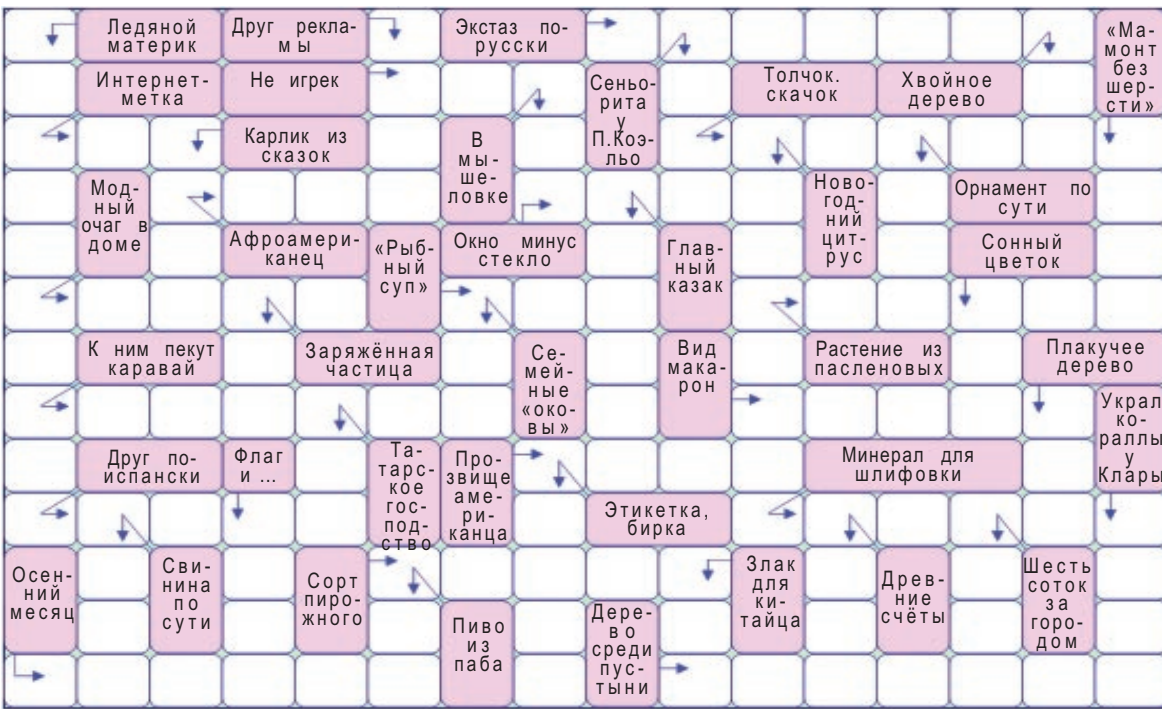 Ледяной
материк
Друг рекла-
мы
Экстаз по-
русски
«Ма-
монт
без
шер-
сти»
Интернет-
метка
Не игрек
Сеньо-
рита
у
П.Коэ-
льо
Толчок.
скачок
Хвойное
дерево
Карлик из
сказок
В
мы-
ше-
ловке
Мод-
ный
очаг в
доме
Ново-
год-
ний
цит-
рус
Орнамент по
сути
Афроамери-
канец
«Рыб-
ный
суп»
Окно минус
стекло
Глав-
ный
казак
Сонный
цветок
К ним пекут
каравай
Заряжённая
частица
Се-
мей-
ные
«око-
вы»
Вид
мака-
рон
Растение из
пасленовых
Плакучее
дерево
Украл
ко-
раллы
у
Клары
Друг по-
испански
Флаг
и ...
Та-
тарс-
кое
гос-
под-
ство
Про-
звище
аме-
ри-
канца
Минерал для
шлифовки
Этикетка,
бирка
Осен-
ний
месяц
Сви-
нина
по
сути
Сорт
пиро-
жного
Злак
для
ки-
тайца
Древ-
ние
счёты
Шесть
соток
за
горо-
дом
Пиво
из
паба
Дере-
во
среди
пус-
тыни